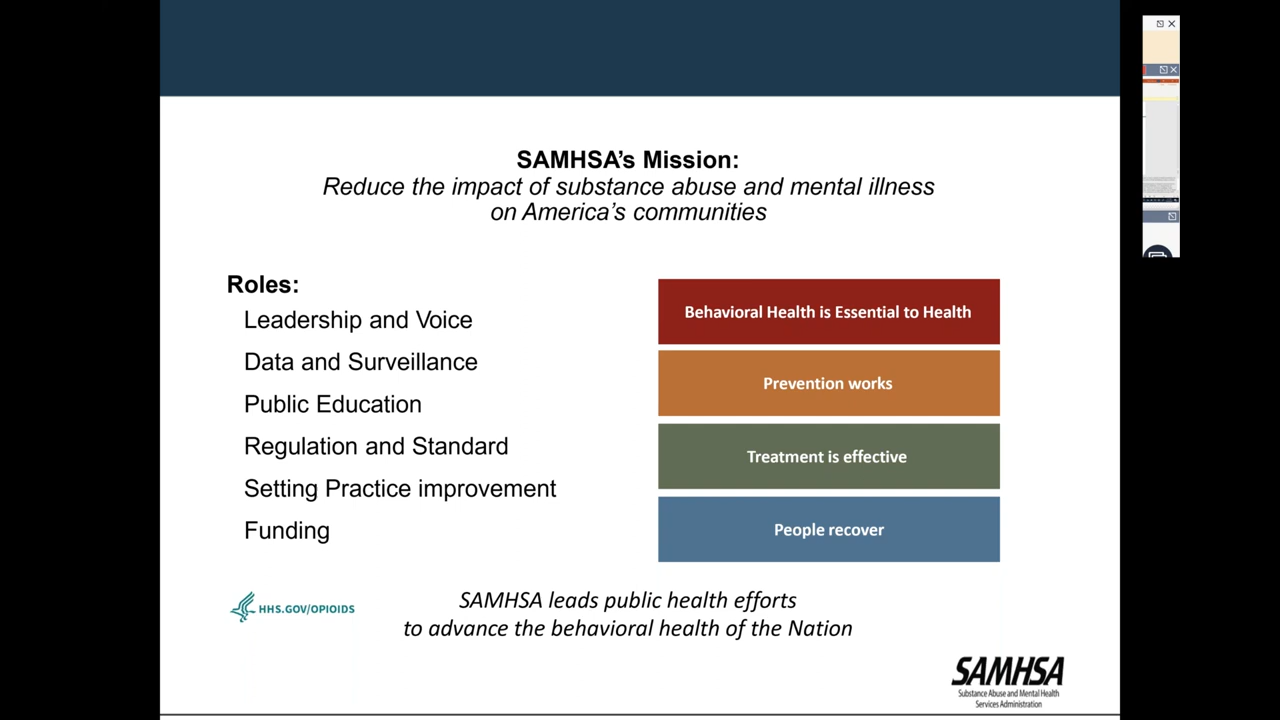 SAMHSA’s Mission:
Reduce the impact of substance abuse and mental illness
on America’s communities
Roles:
Leadership and Voice
Data and Surveillance
Public Education
Regulation and Standard
Setting Practice improvement
Funding
Behavioral Health is Essential to Health
Prevention works
Treatment is effective
People recover
HHS.GOV/OPIOIDS
SAMHSA leads public health efforts
to advance the behavioral health of the Nation
SAMHSA
Substance Abuse and Mental Health
Services Administration